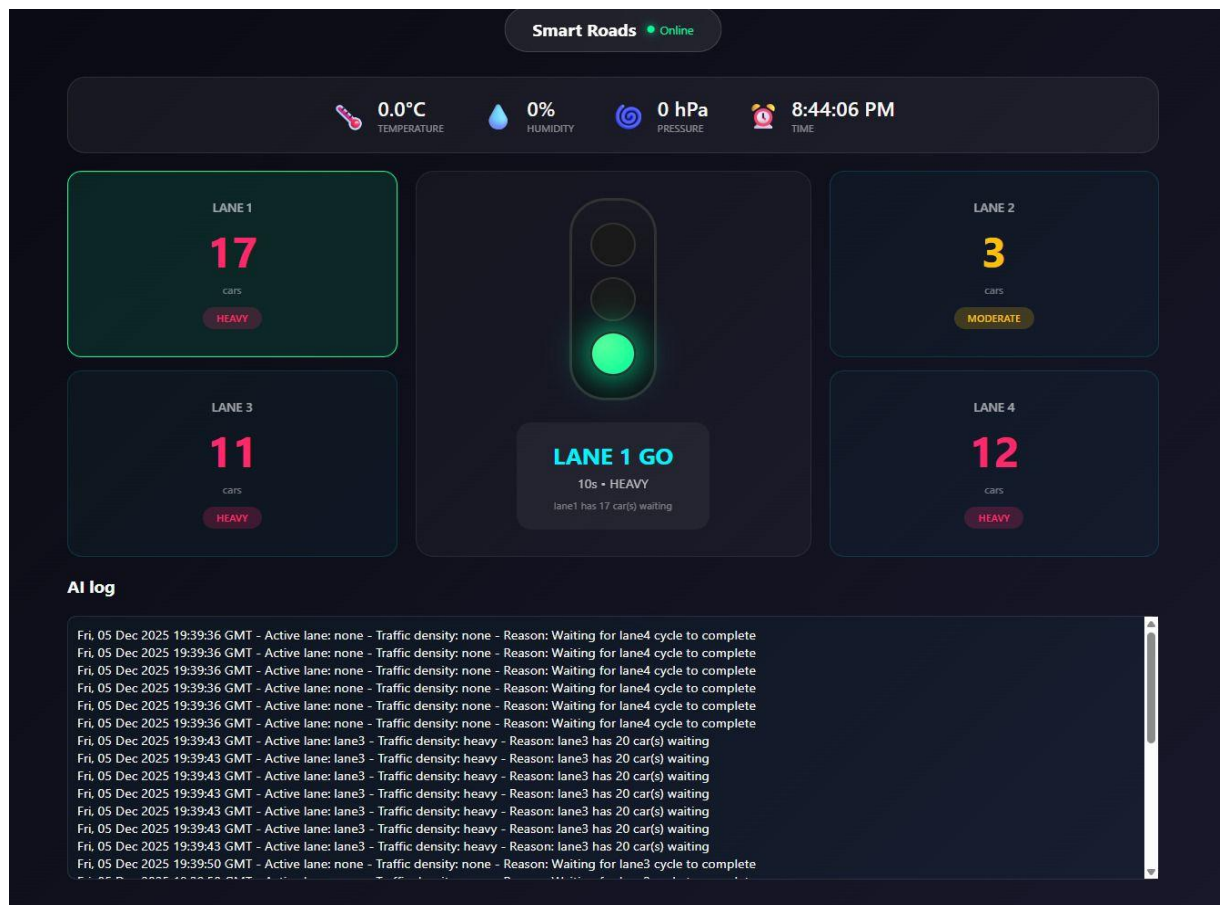 Smart Roads Online
0.0°C
TEMPERATURE
0%
HUMIDITY
0 hPa
PRESSURE
8:44:06 PM
TIME
LANE 1
17
cars
HEAVY
LANE 2
3
cars
MODERATE
LANE 3
11
cars
HEAVY
LANE 4
12
cars
HEAVY
LANE 1 GO
10s • HEAVY
lane1 has 17 car(s) waiting
AI log
Fri, 05 Dec 2025 19:39:36 GMT - Active lane: none - Traffic density: none - Reason: Waiting for lane4 cycle to complete
Fri, 05 Dec 2025 19:39:36 GMT - Active lane: none - Traffic density: none - Reason: Waiting for lane4 cycle to complete
Fri, 05 Dec 2025 19:39:36 GMT - Active lane: none - Traffic density: none - Reason: Waiting for lane4 cycle to complete
Fri, 05 Dec 2025 19:39:36 GMT - Active lane: none - Traffic density: none - Reason: Waiting for lane4 cycle to complete
Fri, 05 Dec 2025 19:39:36 GMT - Active lane: none - Traffic density: none - Reason: Waiting for lane4 cycle to complete
Fri, 05 Dec 2025 19:39:36 GMT - Active lane: none - Traffic density: none - Reason: Waiting for lane4 cycle to complete
Fri, 05 Dec 2025 19:39:43 GMT - Active lane: lane3 - Traffic density: heavy - Reason: lane3 has 20 car(s) waiting
Fri, 05 Dec 2025 19:39:43 GMT - Active lane: lane3 - Traffic density: heavy - Reason: lane3 has 20 car(s) waiting
Fri, 05 Dec 2025 19:39:43 GMT - Active lane: lane3 - Traffic density: heavy - Reason: lane3 has 20 car(s) waiting
Fri, 05 Dec 2025 19:39:43 GMT - Active lane: lane3 - Traffic density: heavy - Reason: lane3 has 20 car(s) waiting
Fri, 05 Dec 2025 19:39:43 GMT - Active lane: lane3 - Traffic density: heavy - Reason: lane3 has 20 car(s) waiting
Fri, 05 Dec 2025 19:39:43 GMT - Active lane: lane3 - Traffic density: heavy - Reason: lane3 has 20 car(s) waiting
Fri, 05 Dec 2025 19:39:43 GMT - Active lane: lane3 - Traffic density: heavy - Reason: lane3 has 20 car(s) waiting
Fri, 05 Dec 2025 19:39:50 GMT - Active lane: none - Traffic density: none - Reason: Waiting for lane3 cycle to complete